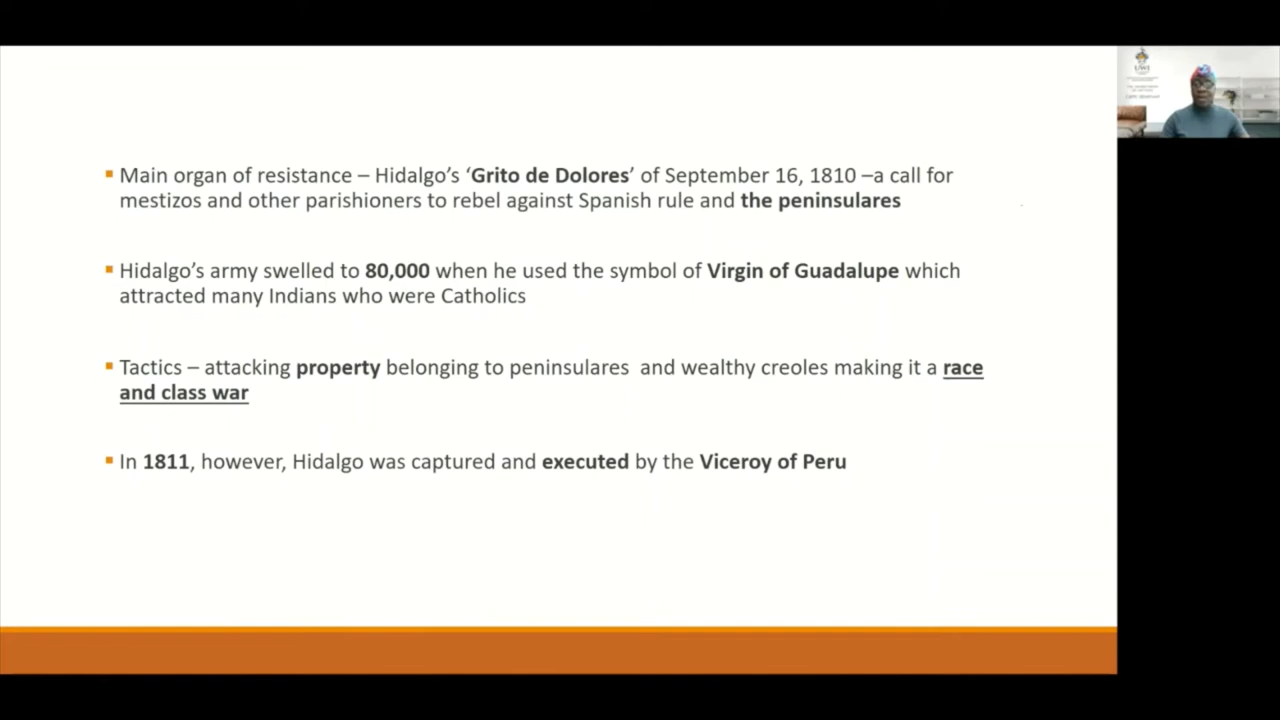 ▪ Main organ of resistance – Hidalgo's ‘Grito de Dolores’ of September 16, 1810 –a call for
mestizos and other parishioners to rebel against Spanish rule and the peninsulares
▪ Hidalgo's army swelled to 80,000 when he used the symbol of Virgin of Guadalupe which
attracted many Indians who were Catholics
▪ Tactics – attacking property belonging to peninsulares  and wealthy creoles making it a race
and class war
▪ In 1811, however, Hidalgo was captured and executed by the Viceroy of Peru
UWI